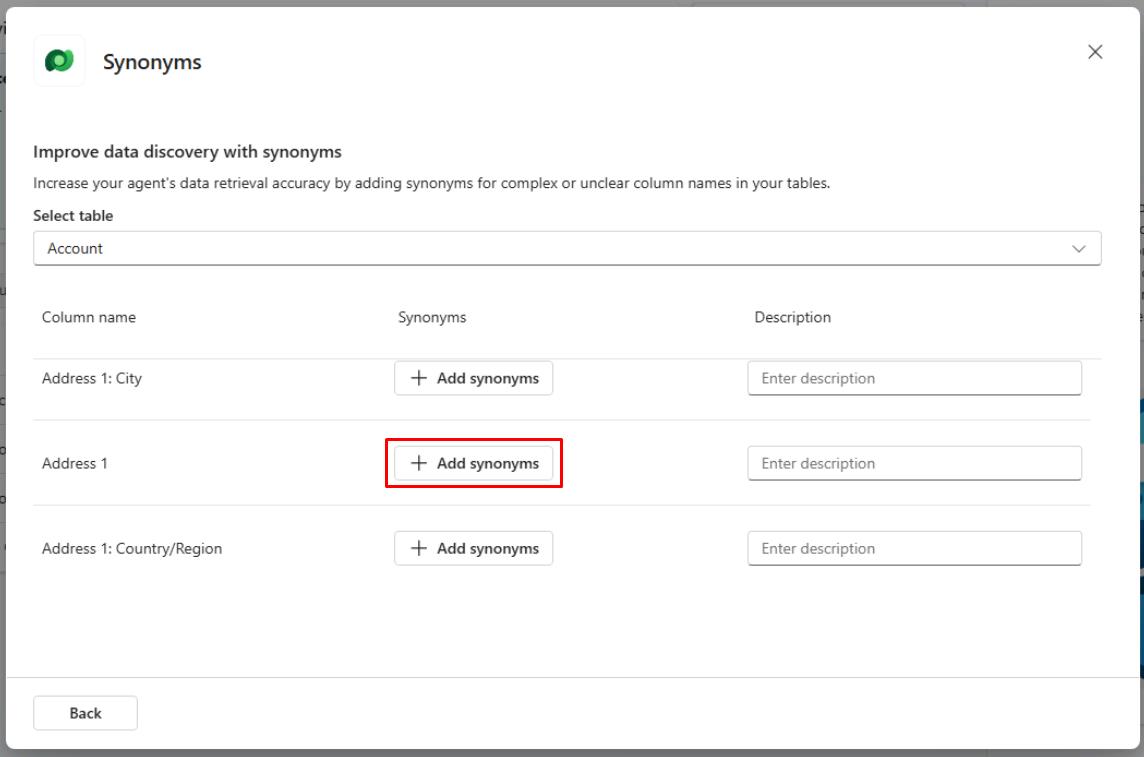 Synonyms
Improve data discovery with synonyms
Increase your agent's data retrieval accuracy by adding synonyms for complex or unclear column names in your tables.
Select table
Account
Column name Synonyms Description
Address 1: City Add synonyms Enter description
Address 1 Add synonyms Enter description
Address 1: Country/Region Add synonyms Enter description
Back